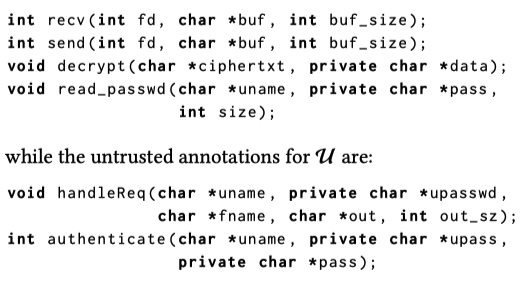 int recv(int fd, char *buf, int buf_size);
int send(int fd, char *buf, int buf_size);
void decrypt(char *ciphertxt, private char *data);
void read_passwd(char *uname, private char *pass,
int size);
while the untrusted annotations for 𝓤 are:
void handleReq(char *uname, private char *upasswd,
char *fname, char *out, int out_sz);
int authenticate(char *uname, private char *upass,
private char *pass);